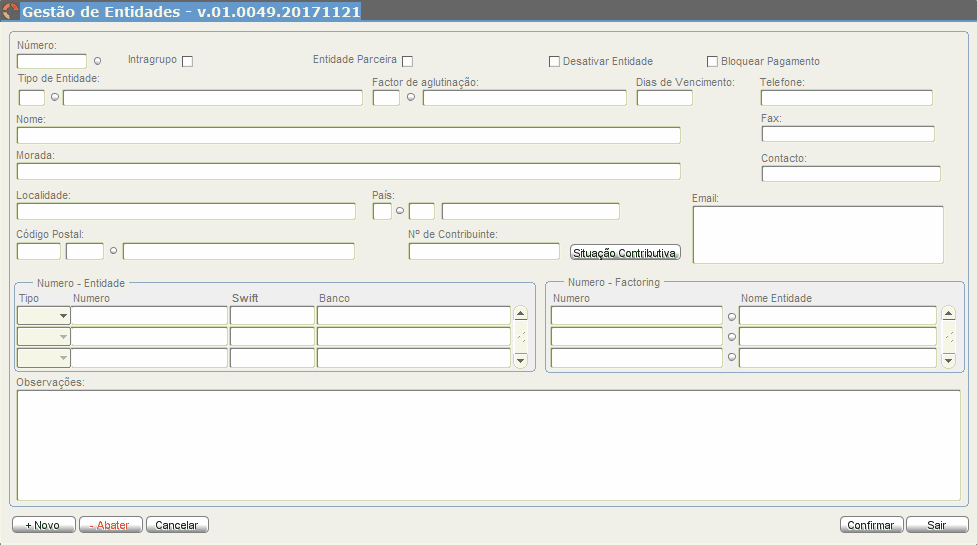 Gestão de Entidades - v.01.0049.20171121
Número:
Intragrupo
Entidade Parceira
Desativar Entidade
Bloquear Pagamento
Tipo de Entidade:
Factor de aglutinação:
Dias de Vencimento:
Telefone:
Nome:
Fax:
Morada:
Contacto:
Localidade:
País:
Email:
Código Postal:
Nº de Contribuinte:
Situação Contributiva
Numero - Entidade
Tipo Numero Swift Banco
Numero - Factoring
Numero Nome Entidade
Observações:
+ Novo
- Abater
Cancelar
Confirmar
Sair